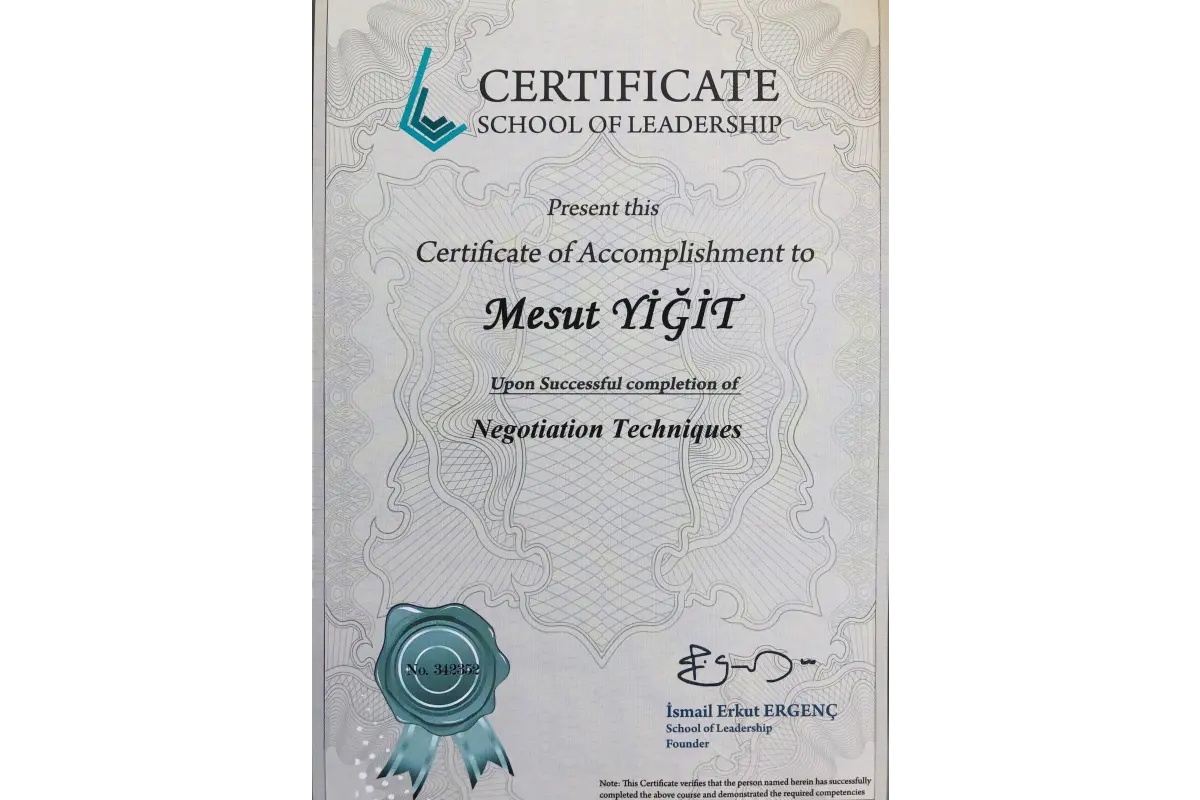 CERTIFICATE
SCHOOL OF LEADERSHIP
Present this
Certificate of Accomplishment to
Mesut YİĞİT
Upon Successful completion of
Negotiation Techniques
No. 342352
İsmail Erkut ERGENÇ
School of Leadership
Founder
Note: This Certificate verifies that the person named herein has successfully
completed the above course and demonstrated the required competencies